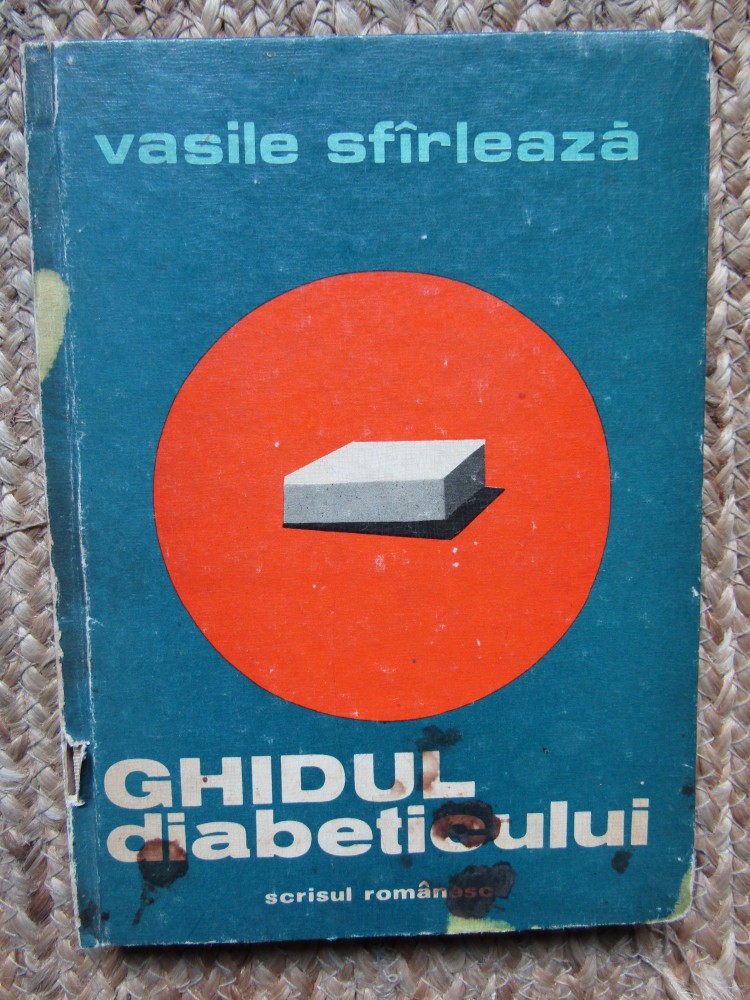 vasile sfîrlează
GHIDUL
diabeticului
scrisul românesc